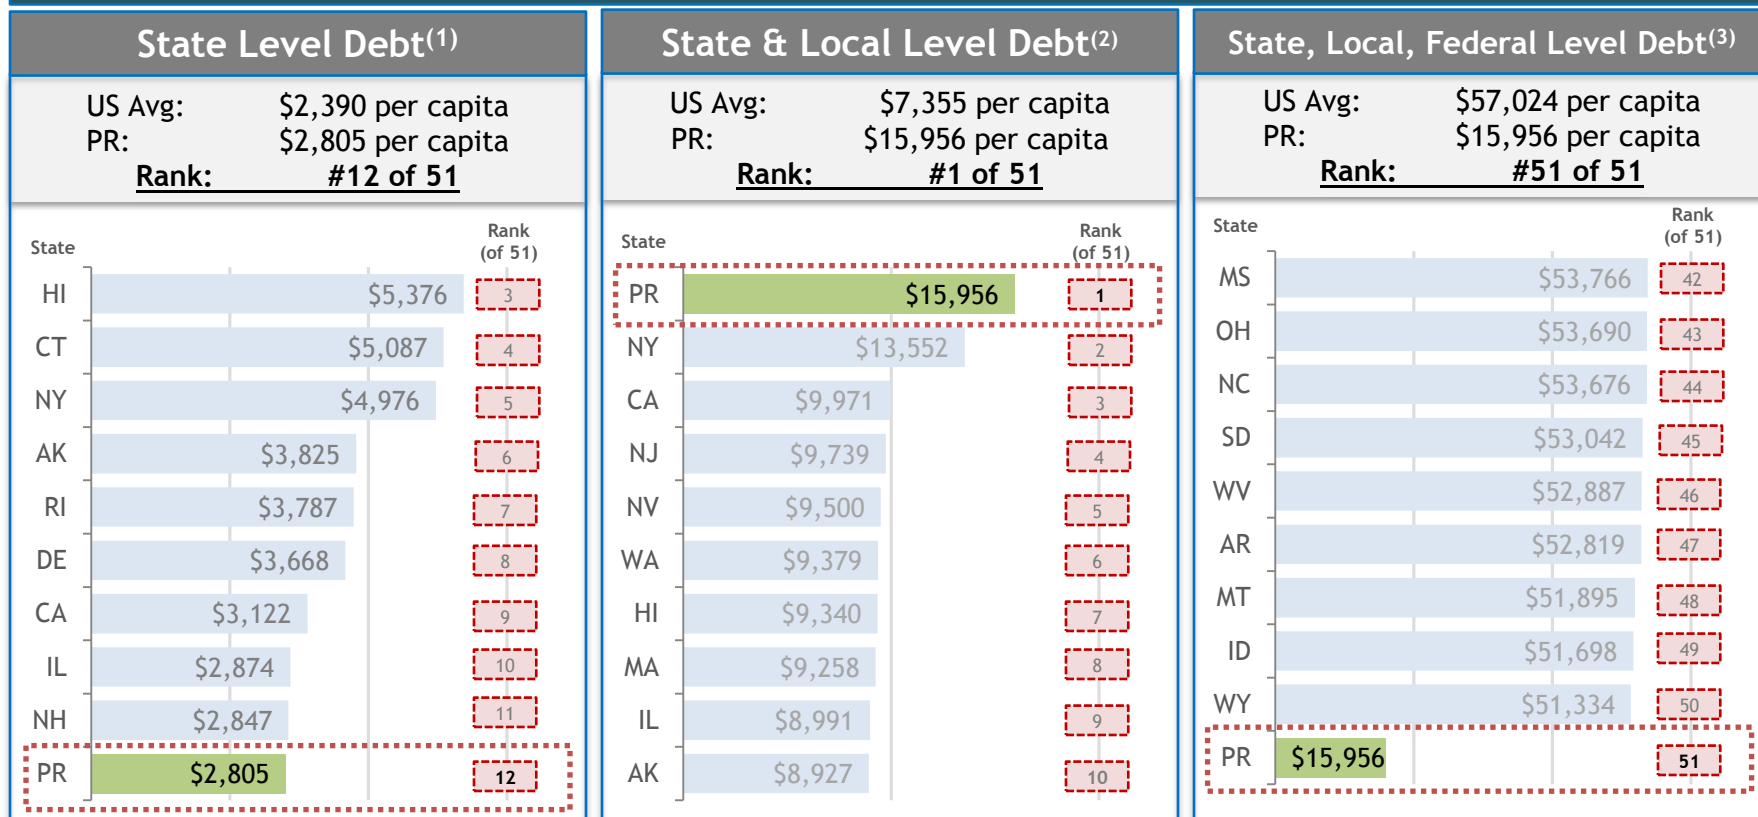 State Level Debt(1)
US Avg: $2,390 per capita
PR: $2,805 per capita
Rank: #12 of 51
State Rank
(of 51)
HI $5,376 3
CT $5,087 4
NY $4,976 5
AK $3,825 6
RI $3,787 7
DE $3,668 8
CA $3,122 9
IL $2,874 10
NH $2,847 11
PR $2,805 12
State & Local Level Debt(2)
US Avg: $7,355 per capita
PR: $15,956 per capita
Rank: #1 of 51
State Rank
(of 51)
PR $15,956 1
NY $13,552 2
CA $9,971 3
NJ $9,739 4
NV $9,500 5
WA $9,379 6
HI $9,340 7
MA $9,258 8
IL $8,991 9
AK $8,927 10
State, Local, Federal Level Debt(3)
US Avg: $57,024 per capita
PR: $15,956 per capita
Rank: #51 of 51
State Rank
(of 51)
MS $53,766 42
OH $53,690 43
NC $53,676 44
SD $53,042 45
WV $52,887 46
AR $52,819 47
MT $51,895 48
ID $51,698 49
WY $51,334 50
PR $15,956 51